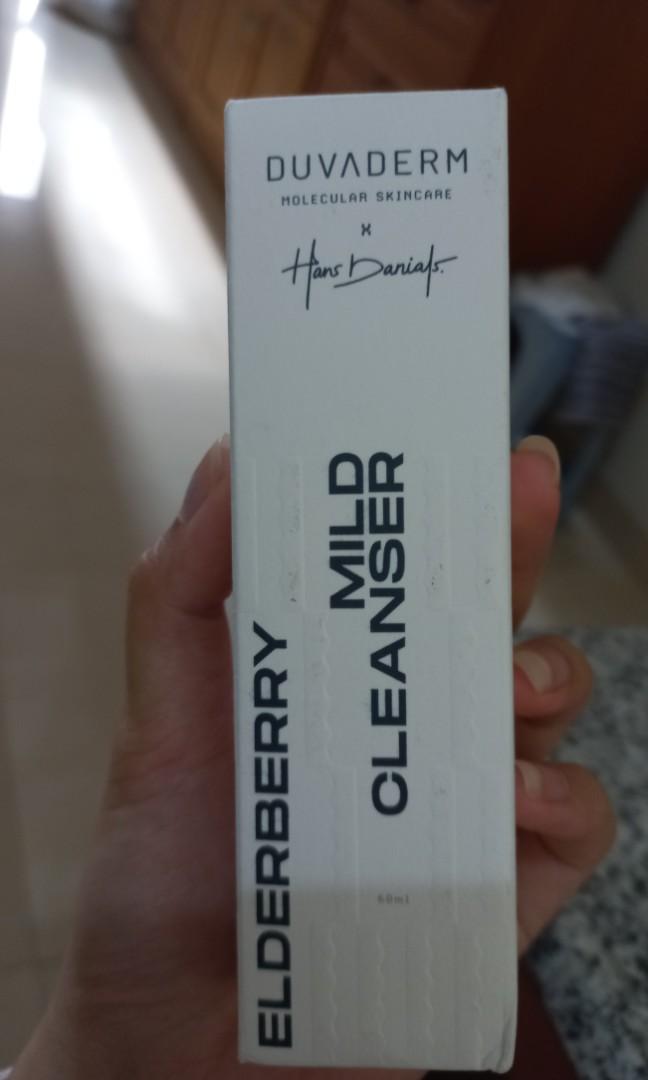 DUVADERM
MOLECULAR SKINCARE
x
Hans Danials.
MILD
CLEANSER
ELDERBERRY
60ml